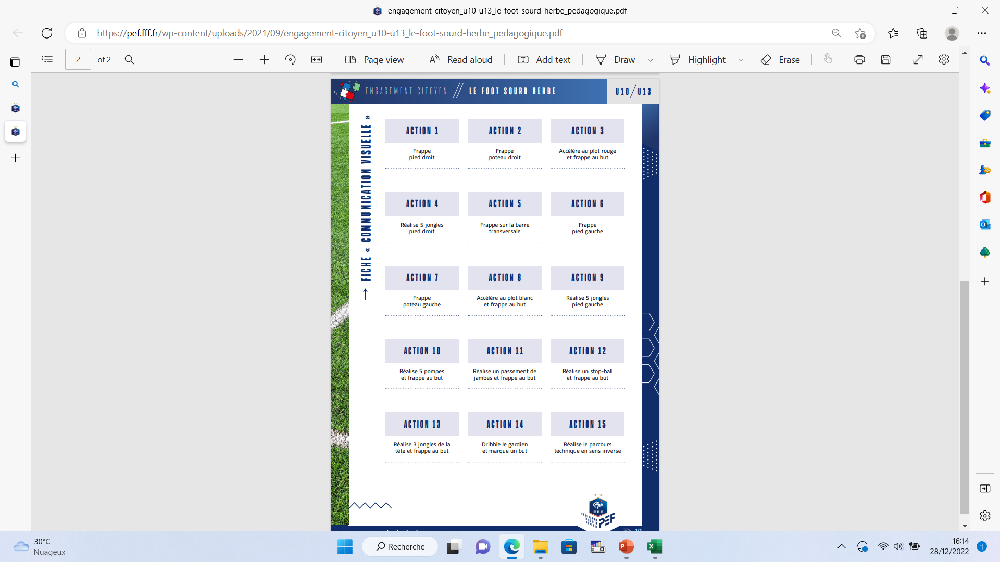 engagement-citoyen_u10-u13_le-foot-sourd-herbe_pedagogique.pdf
https://pef.fff.fr/wp-content/uploads/2021/09/engagement-citoyen_u10-u13_le-foot-sourd-herbe_pedagogique.pdf
2 of 2 Page view Read aloud Add text Draw Highlight Erase
ENGAGEMENT CITOYEN // LE FOOT SOURD HERBE U10/U13
FICHE « COMMUNICATION VISUELLE »
ACTION 1 ACTION 2 ACTION 3
Frappe Frappe Accélère au plot rouge
pied droit poteau droit et frappe au but
ACTION 4 ACTION 5 ACTION 6
Réalise 5 jongles Frappe sur la barre Frappe
pied droit transversale pied gauche
ACTION 7 ACTION 8 ACTION 9
Frappe Accélère au plot blanc Réalise 5 jongles
poteau gauche et frappe au but pied gauche
ACTION 10 ACTION 11 ACTION 12
Réalise 5 pompes Réalise un passement de Réalise un stop-ball
et frappe au but jambes et frappe au but et frappe au but
ACTION 13 ACTION 14 ACTION 15
Réalise 3 jongles de la Dribble le gardien Réalise le parcours
tête et frappe au but et marque un but technique en sens inverse
FFF
PEF
30°C
Nuageux
Recherche
16:14
28/12/2022
1